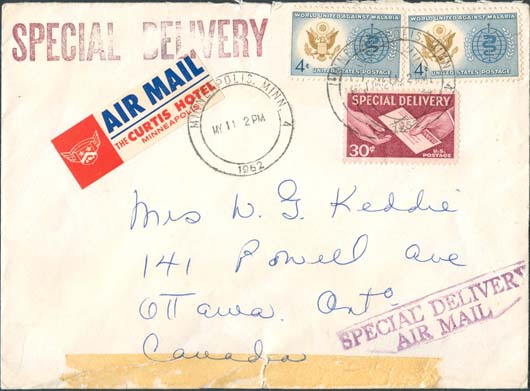 SPECIAL DELIVERY
WORLD UNITED AGAINST MALARIA
4¢
UNITED STATES POSTAGE
WORLD UNITED AGAINST MALARIA
4¢
UNITED STATES POSTAGE
AIR MAIL
THE CURTIS HOTEL
MINNEAPOLIS
MINNEAPOLIS, MINN. 4
MY 11 2 PM
1962
1962
SPECIAL DELIVERY
30¢
U.S. POSTAGE
Mrs W. G. Keddie
141 Powell Ave
Ottawa. Ont
Canada
SPECIAL DELIVERY
AIR MAIL